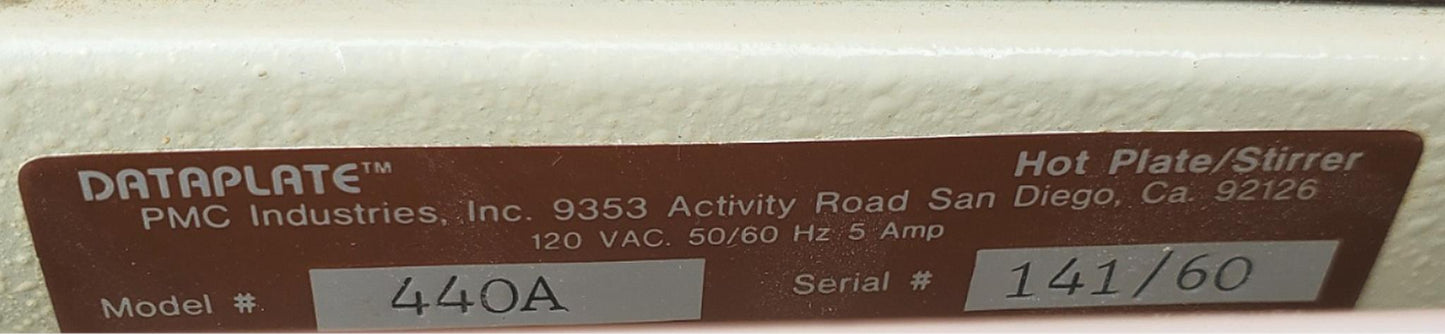 DATAPLATE™ Hot Plate/Stirrer
PMC Industries, Inc. 9353 Activity Road San Diego, Ca. 92126
120 VAC. 50/60 Hz 5 Amp
Model # 440A Serial # 141/60